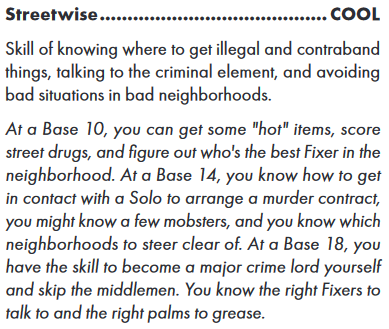 Streetwise....................................... COOL
Skill of knowing where to get illegal and contraband
things, talking to the criminal element, and avoiding
bad situations in bad neighborhoods.
At a Base 10, you can get some "hot" items, score
street drugs, and figure out who's the best Fixer in the
neighborhood. At a Base 14, you know how to get
in contact with a Solo to arrange a murder contract,
you might know a few mobsters, and you know which
neighborhoods to steer clear of. At a Base 18, you
have the skill to become a major crime lord yourself
and skip the middlemen. You know the right Fixers to
talk to and the right palms to grease.